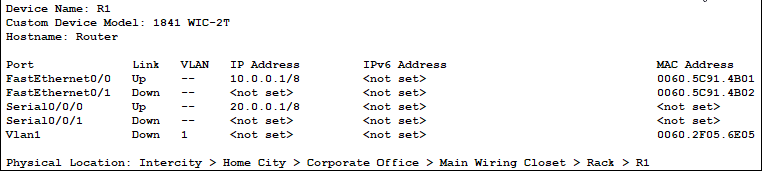 Device Name: R1
Custom Device Model: 1841 WIC-2T
Hostname: Router
Port Link VLAN IP Address IPv6 Address MAC Address
FastEthernet0/0 Up -- 10.0.0.1/8 <not set> 0060.5C91.4B01
FastEthernet0/1 Down -- <not set> <not set> 0060.5C91.4B02
Serial0/0/0 Up -- 20.0.0.1/8 <not set> <not set>
Serial0/0/1 Down -- <not set> <not set> <not set>
Vlan1 Down 1 <not set> <not set> 0060.2F05.6E05
Physical Location: Intercity > Home City > Corporate Office > Main Wiring Closet > Rack > R1